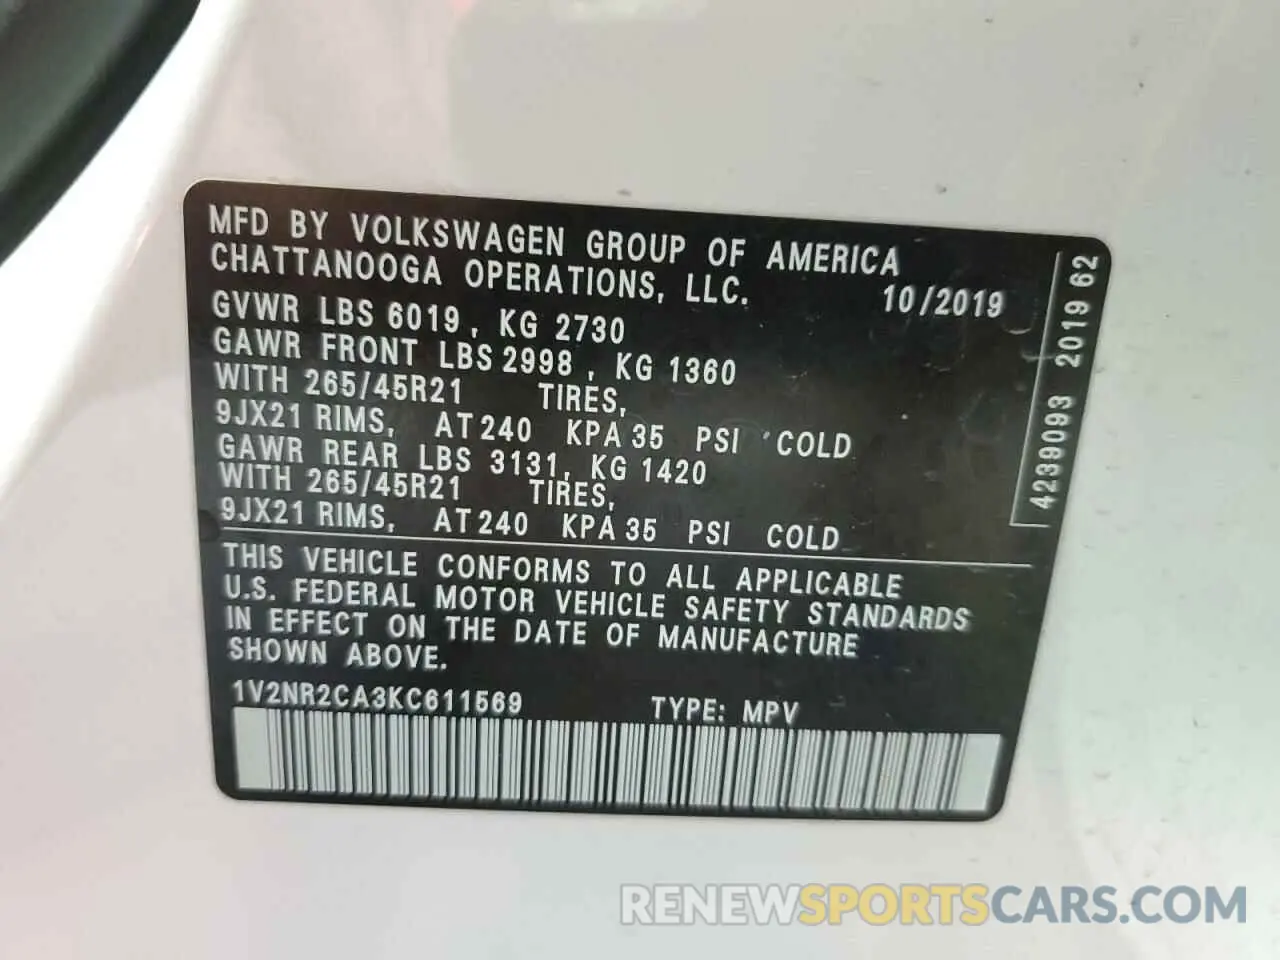 MFD BY VOLKSWAGEN GROUP OF AMERICA
CHATTANOOGA OPERATIONS, LLC. 10/2019
GVWR LBS 6019, KG 2730
GAWR FRONT LBS 2998, KG 1360
WITH 265/45R21 TIRES,
9JX21 RIMS, AT 240 KPA 35 PSI COLD
GAWR REAR LBS 3131, KG 1420
WITH 265/45R21 TIRES,
9JX21 RIMS, AT 240 KPA 35 PSI COLD
THIS VEHICLE CONFORMS TO ALL APPLICABLE
U.S. FEDERAL MOTOR VEHICLE SAFETY STANDARDS
IN EFFECT ON THE DATE OF MANUFACTURE
SHOWN ABOVE.
1V2NR2CA3KC611569 TYPE: MPV
4239093 2019 62
RENEWSPORTSCARS.COM